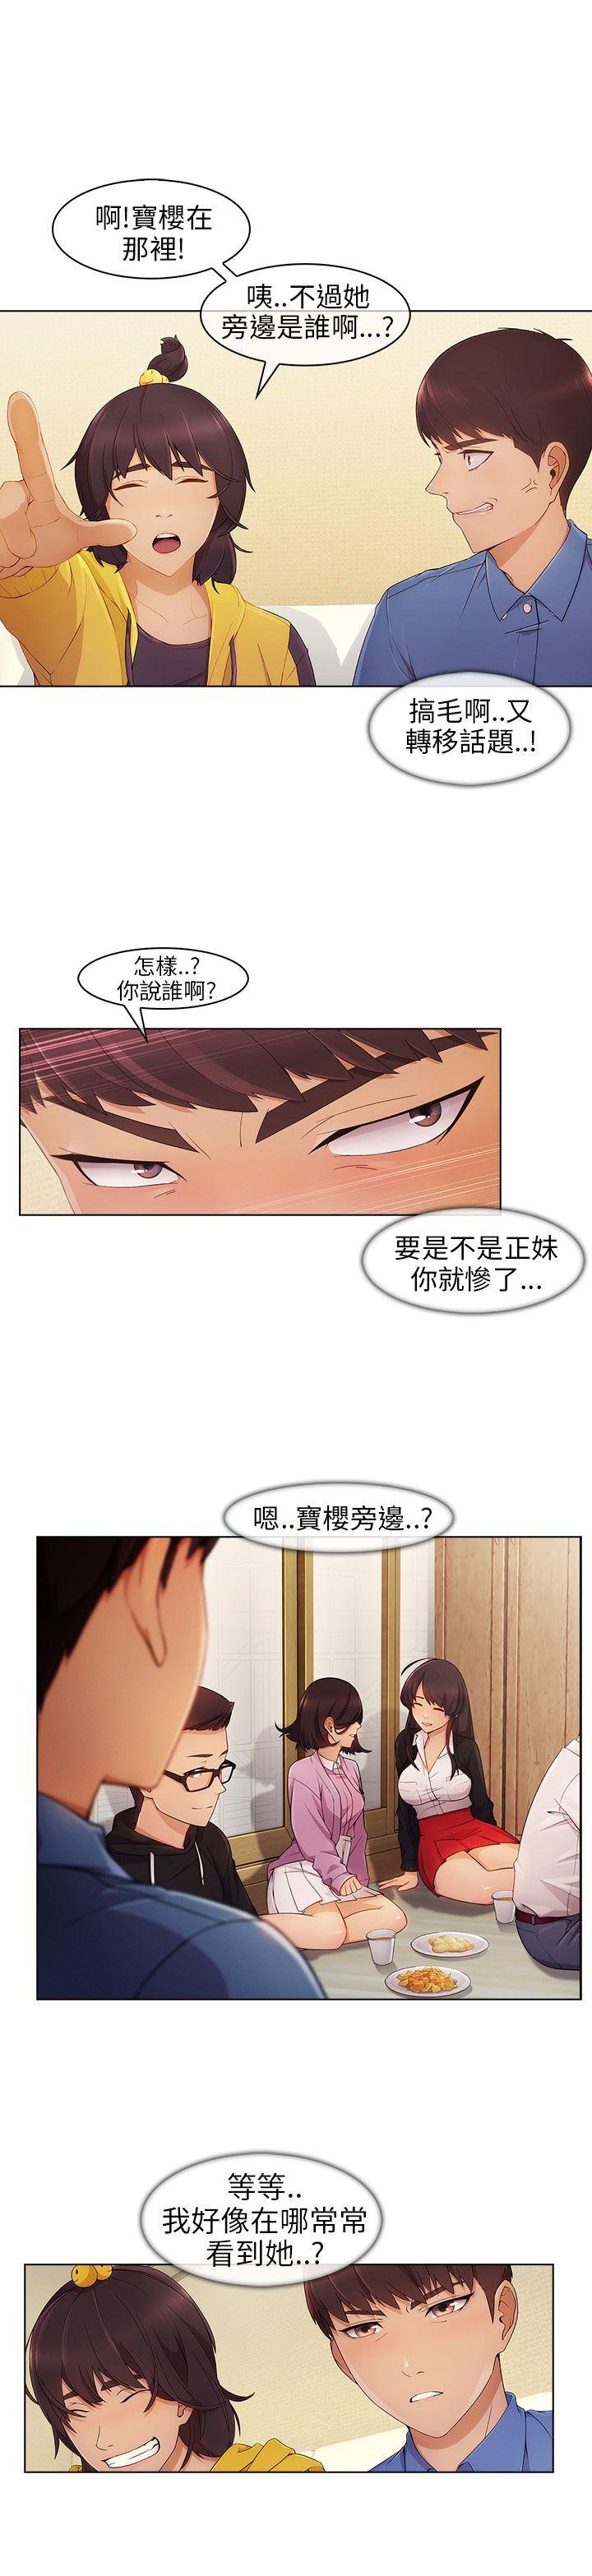 啊!寶櫻在
那裡!
咦..不過她
旁邊是誰啊...?
搞毛啊..又
轉移話題..!
怎樣..?
你說誰啊?
要是不是正妹
你就慘了...
嗯..寶櫻旁邊..?
等等..
我好像在哪常常
看到她..?